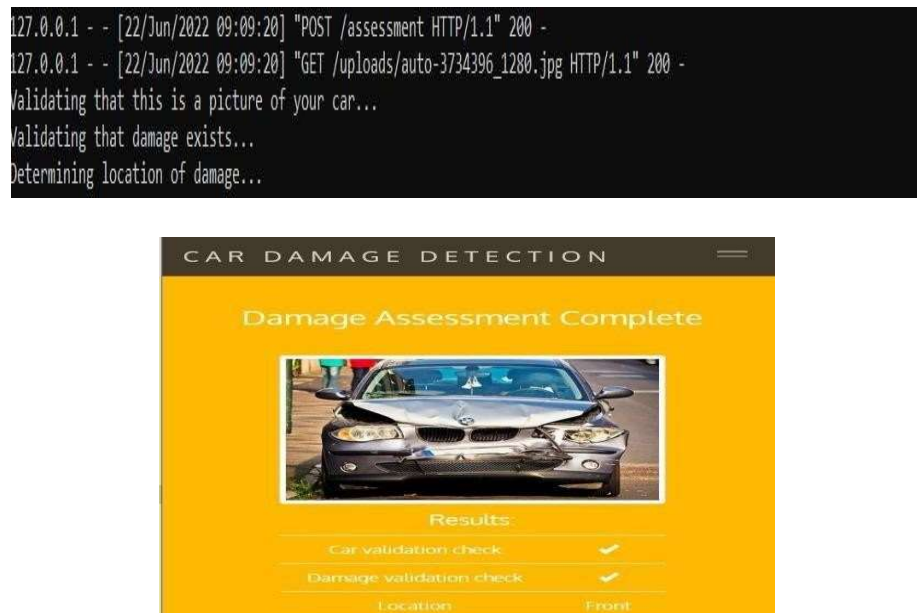 127.0.0.1 - - [22/Jun/2022 09:09:20] "POST /assessment HTTP/1.1" 200 -
127.0.0.1 - - [22/Jun/2022 09:09:20] "GET /uploads/auto-3734396_1280.jpg HTTP/1.1" 200 -
Validating that this is a picture of your car...
Validating that damage exists...
Determining location of damage...
CAR DAMAGE DETECTION
Damage Assessment Complete
Results:
Car validation check
Damage validation check
Location Front